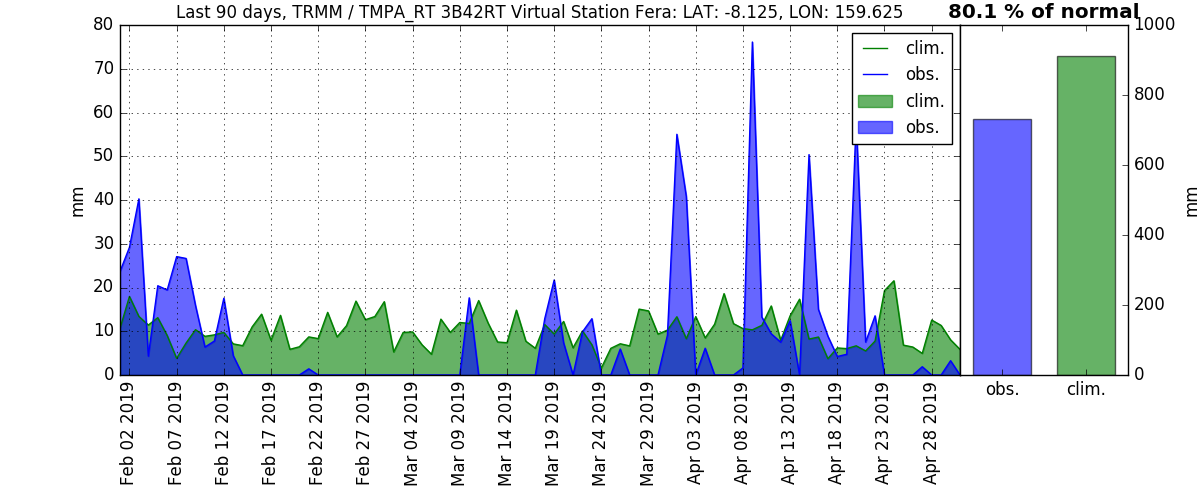 Last 90 days, TRMM / TMPA_RT 3B42RT Virtual Station Fera: LAT: -8.125, LON: 159.625
80.1 % of normal
80
70
60
50
40
30
20
10
0
mm
clim.
obs.
clim.
obs.
Feb 02 2019
Feb 07 2019
Feb 12 2019
Feb 17 2019
Feb 22 2019
Feb 27 2019
Mar 04 2019
Mar 09 2019
Mar 14 2019
Mar 19 2019
Mar 24 2019
Mar 29 2019
Apr 03 2019
Apr 08 2019
Apr 13 2019
Apr 18 2019
Apr 23 2019
Apr 28 2019
obs.
clim.
1000
800
600
400
200
0
mm